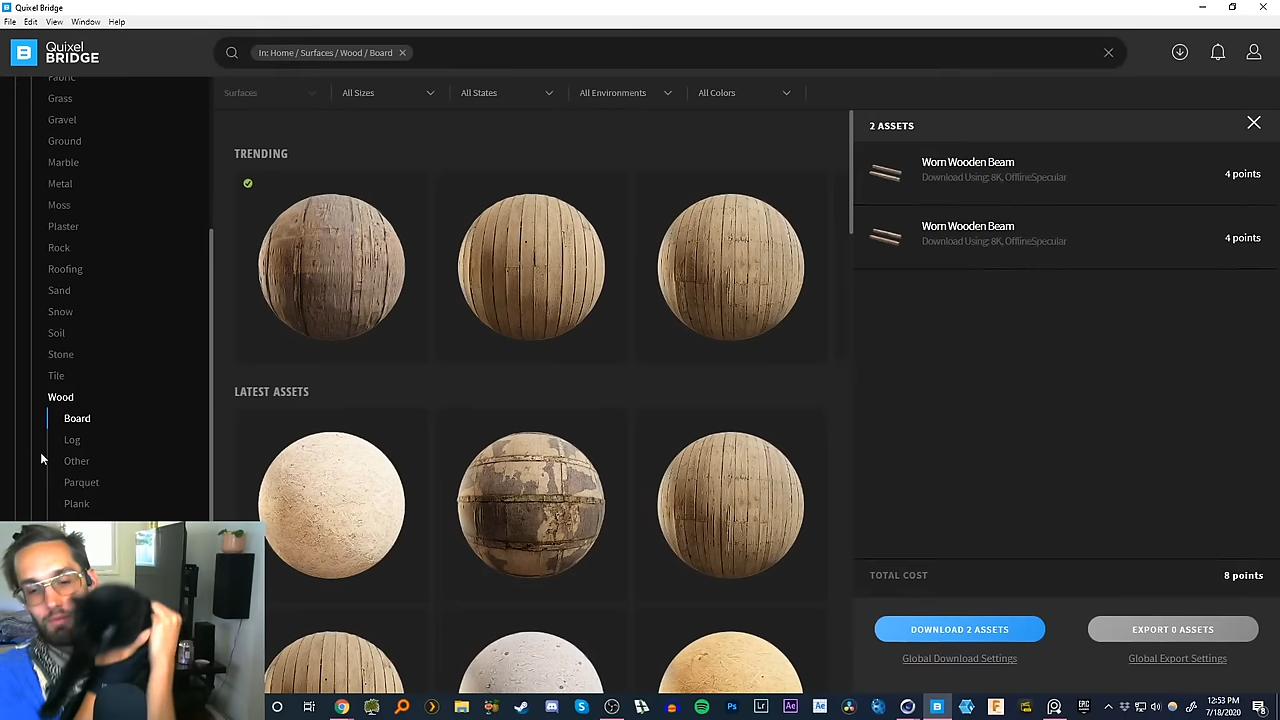 Quixel Bridge
File Edit View Window Help
B Quixel BRIDGE
In: Home / Surfaces / Wood / Board
Surfaces
All Sizes
All States
All Environments
All Colors
Fabric
Grass
Gravel
Ground
Marble
Metal
Moss
Plaster
Rock
Roofing
Sand
Snow
Soil
Stone
Tile
Wood
Board
Log
Other
Parquet
Plank
TRENDING
LATEST ASSETS
2 ASSETS
Worn Wooden Beam
Download Using: 8K, OfflineSpecular
4 points
Worn Wooden Beam
Download Using: 8K, OfflineSpecular
4 points
TOTAL COST
8 points
DOWNLOAD 2 ASSETS
EXPORT 0 ASSETS
Global Download Settings
Global Export Settings
Ps
Lr
Ae
Ae
B
F
12:53 PM
7/18/2020